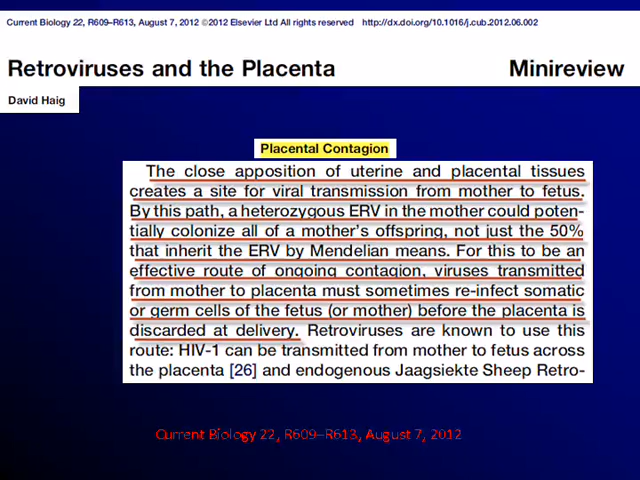 Current Biology 22, R609–R613, August 7, 2012 ©2012 Elsevier Ltd All rights reserved http://dx.doi.org/10.1016/j.cub.2012.06.002
Retroviruses and the Placenta Minireview
David Haig
Placental Contagion
The close apposition of uterine and placental tissues
creates a site for viral transmission from mother to fetus.
By this path, a heterozygous ERV in the mother could poten-
tially colonize all of a mother's offspring, not just the 50%
that inherit the ERV by Mendelian means. For this to be an
effective route of ongoing contagion, viruses transmitted
from mother to placenta must sometimes re-infect somatic
or germ cells of the fetus (or mother) before the placenta is
discarded at delivery. Retroviruses are known to use this
route: HIV-1 can be transmitted from mother to fetus across
the placenta [26] and endogenous Jaagsiekte Sheep Retro-
Current Biology 22, R609–R613, August 7, 2012